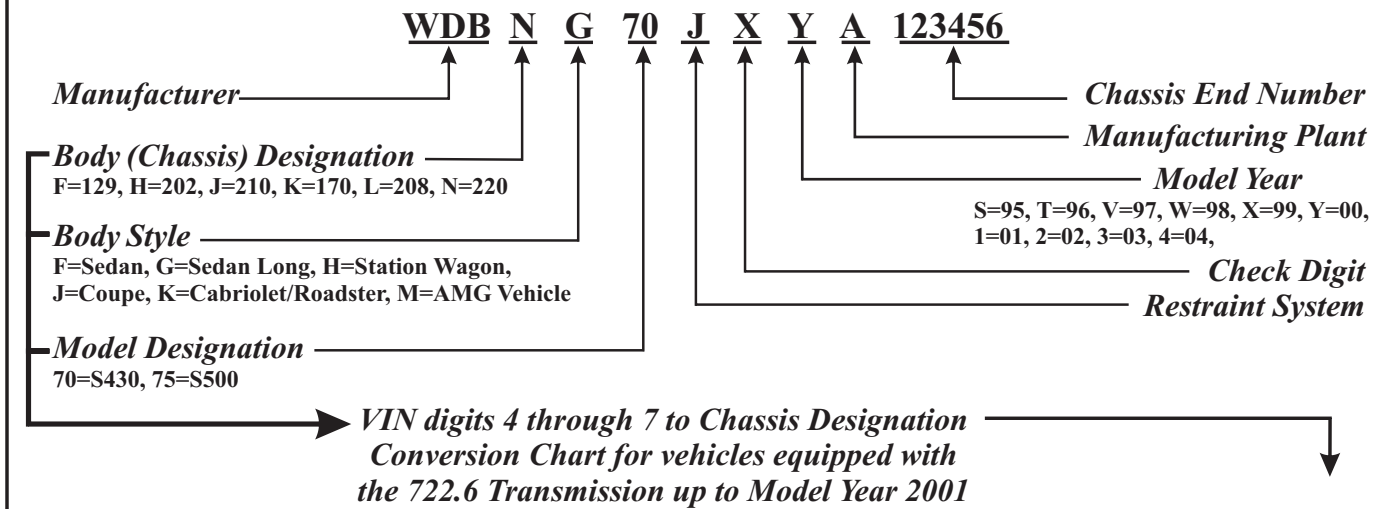 WDB N G 70 J X Y A 123456
Manufacturer
Chassis End Number
Manufacturing Plant
Body (Chassis) Designation
F=129, H=202, J=210, K=170, L=208, N=220
Model Year
S=95, T=96, V=97, W=98, X=99, Y=00,
1=01, 2=02, 3=03, 4=04,
Body Style
F=Sedan, G=Sedan Long, H=Station Wagon,
J=Coupe, K=Cabriolet/Roadster, M=AMG Vehicle
Check Digit
Restraint System
Model Designation
70=S430, 75=S500
VIN digits 4 through 7 to Chassis Designation
Conversion Chart for vehicles equipped with
the 722.6 Transmission up to Model Year 2001